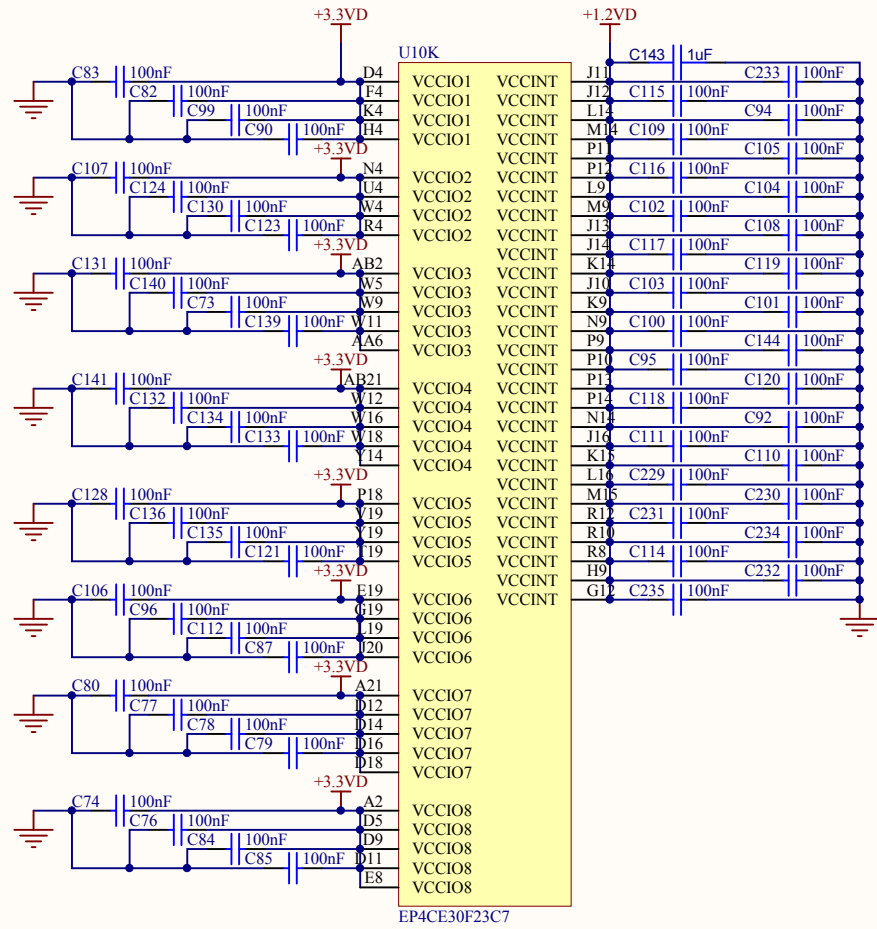 +3.3VD +1.2VD
U10K
C143 1uF
C83 100nF D4 VCCIO1 VCCINT J11 C233 100nF
C82 100nF F4 VCCIO1 VCCINT J12 C115 100nF
C99 100nF K4 VCCIO1 VCCINT L14 C94 100nF
C90 100nF H4 VCCIO1 VCCINT M14 C109 100nF
+3.3VD VCCINT P11 C105 100nF
C107 100nF N4 VCCIO2 VCCINT P12 C116 100nF
C124 100nF U4 VCCIO2 VCCINT L9 C104 100nF
C130 100nF W4 VCCIO2 VCCINT M9 C102 100nF
C123 100nF R4 VCCIO2 VCCINT J13 C108 100nF
+3.3VD VCCINT J14 C117 100nF
C131 100nF AB2 VCCIO3 VCCINT K14 C119 100nF
C140 100nF W5 VCCIO3 VCCINT J10 C103 100nF
C73 100nF W9 VCCIO3 VCCINT K9 C101 100nF
C139 100nF W11 VCCIO3 VCCINT N9 C100 100nF
AA6 VCCIO3 VCCINT P9 C144 100nF
+3.3VD VCCINT P10 C95 100nF
C141 100nF AB21 VCCIO4 VCCINT P13 C120 100nF
C132 100nF W12 VCCIO4 VCCINT P14 C118 100nF
C134 100nF W16 VCCIO4 VCCINT N14 C92 100nF
C133 100nF W18 VCCIO4 VCCINT J16 C111 100nF
Y14 VCCIO4 VCCINT K15 C110 100nF
+3.3VD VCCINT L16 C229 100nF
C128 100nF P18 VCCIO5 VCCINT M15 C230 100nF
C136 100nF V19 VCCIO5 VCCINT R12 C231 100nF
C135 100nF Y19 VCCIO5 VCCINT R10 C234 100nF
C121 100nF T19 VCCIO5 VCCINT R8 C114 100nF
+3.3VD VCCINT H9 C232 100nF
C106 100nF E19 VCCIO6 VCCINT G12 C235 100nF
C96 100nF G19 VCCIO6
C112 100nF L19 VCCIO6
C87 100nF J20 VCCIO6
+3.3VD
C80 100nF A21 VCCIO7
C77 100nF D12 VCCIO7
C78 100nF D14 VCCIO7
C79 100nF D16 VCCIO7
D18 VCCIO7
+3.3VD
C74 100nF A2 VCCIO8
C76 100nF D5 VCCIO8
C84 100nF D9 VCCIO8
C85 100nF D11 VCCIO8
E8 VCCIO8
EP4CE30F23C7